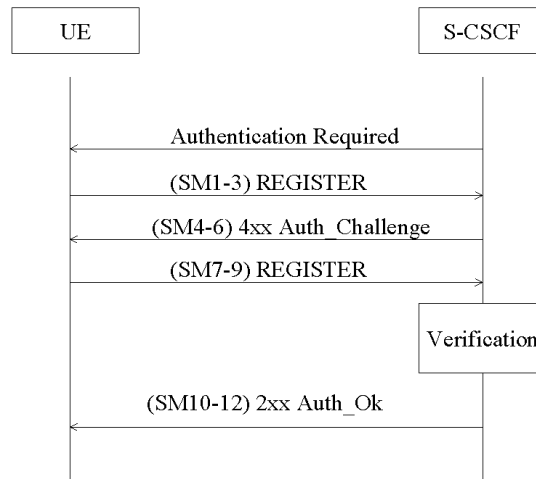 UE
S-CSCF
Authentication Required
(SM1-3) REGISTER
(SM4-6) 4xx Auth_Challenge
(SM7-9) REGISTER
Verification
(SM10-12) 2xx Auth_Ok